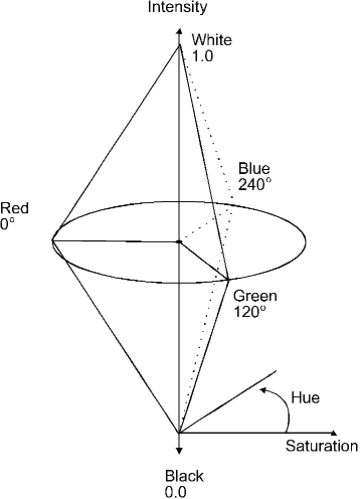 Intensity
White
1.0
Blue
240°
Red
0°
Green
120°
Hue
Saturation
Black
0.0